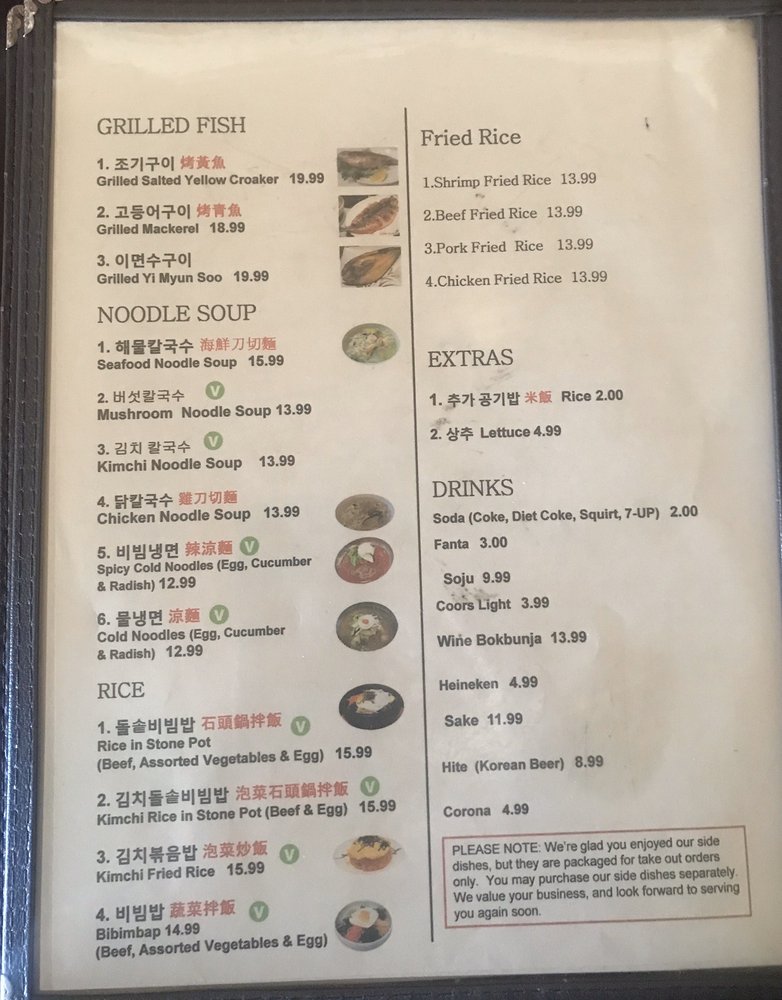 GRILLED FISH
1. 조기구이 烤黃魚
Grilled Salted Yellow Croaker 19.99
2. 고등어구이 烤青魚
Grilled Mackerel 18.99
3. 이면수구이
Grilled Yi Myun Soo 19.99
NOODLE SOUP
1. 해물칼국수 海鮮刀切麵
Seafood Noodle Soup 15.99
2. 버섯칼국수 V
Mushroom Noodle Soup 13.99
3. 김치 칼국수 V
Kimchi Noodle Soup 13.99
4. 닭칼국수 雞刀切麵
Chicken Noodle Soup 13.99
5. 비빔냉면 辣涼麵 V
Spicy Cold Noodles (Egg, Cucumber
& Radish) 12.99
6. 물냉면 涼麵 V
Cold Noodles (Egg, Cucumber
& Radish) 12.99
RICE
1. 돌솥비빔밥 石頭鍋拌飯 V
Rice in Stone Pot
(Beef, Assorted Vegetables & Egg) 15.99
2. 김치돌솥비빔밥 泡菜石頭鍋拌飯 V
Kimchi Rice in Stone Pot (Beef & Egg) 15.99
3. 김치볶음밥 泡菜炒飯 V
Kimchi Fried Rice 15.99
4. 비빔밥 蔬菜拌飯 V
Bibimbap 14.99
(Beef, Assorted Vegetables & Egg)
Fried Rice
1.Shrimp Fried Rice 13.99
2.Beef Fried Rice 13.99
3.Pork Fried Rice 13.99
4.Chicken Fried Rice 13.99
EXTRAS
1. 추가 공기밥 米飯 Rice 2.00
2. 상추 Lettuce 4.99
DRINKS
Soda (Coke, Diet Coke, Squirt, 7-UP) 2.00
Fanta 3.00
Soju 9.99
Coors Light 3.99
Wine Bokbunja 13.99
Heineken 4.99
Sake 11.99
Hite (Korean Beer) 8.99
Corona 4.99
PLEASE NOTE: We're glad you enjoyed our side
dishes, but they are packaged for take out orders
only. You may purchase our side dishes separately.
We value your business, and look forward to serving
you again soon.